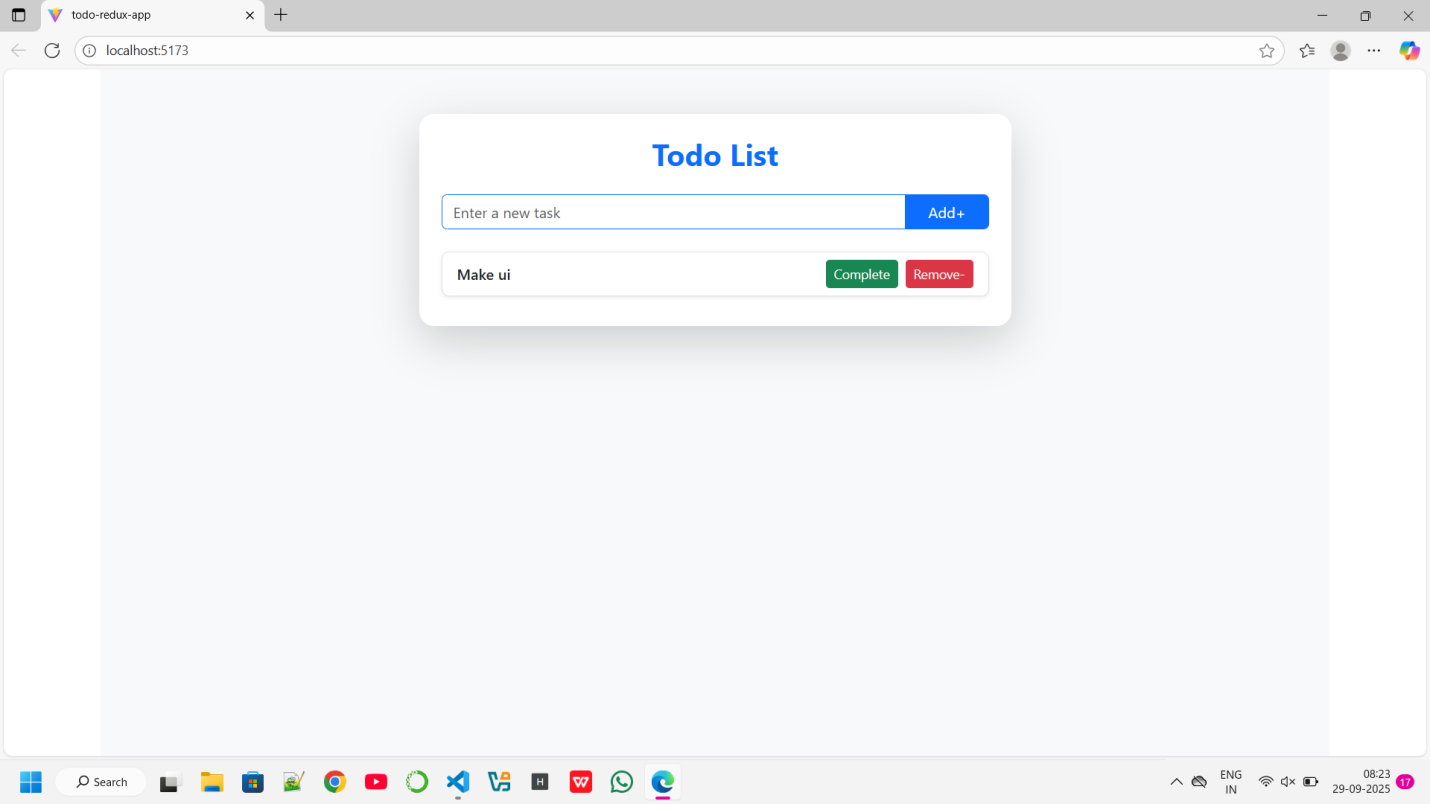 todo-redux-app
localhost:5173
Todo List
Enter a new task
Add+
Make ui
Complete
Remove-
Search
H
W
ENG
IN
08:23
29-09-2025
17